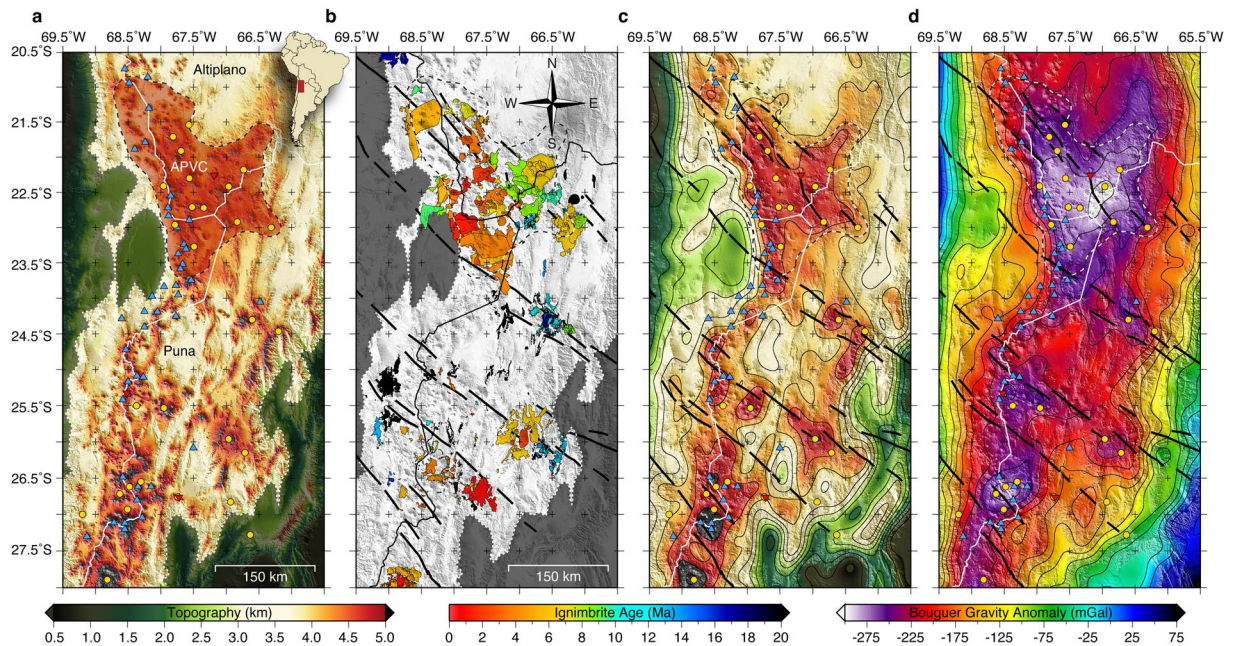 a b c d
69.5°W 68.5°W 67.5°W 66.5°W 69.5°W 68.5°W 67.5°W 66.5°W 69.5°W 68.5°W 67.5°W 66.5°W 69.5°W 68.5°W 67.5°W 66.5°W 65.5°W
20.5°S
Altiplano
N
W E
S
21.5°S
APVC
22.5°S
23.5°S
24.5°S
Puna
25.5°S
26.5°S
27.5°S
150 km 150 km
Topography (km) Ignimbrite Age (Ma) Bouguer Gravity Anomaly (mGal)
0.5 1.0 1.5 2.0 2.5 3.0 3.5 4.0 4.5 5.0 0 2 4 6 8 10 12 14 16 18 20 -275 -225 -175 -125 -75 -25 25 75